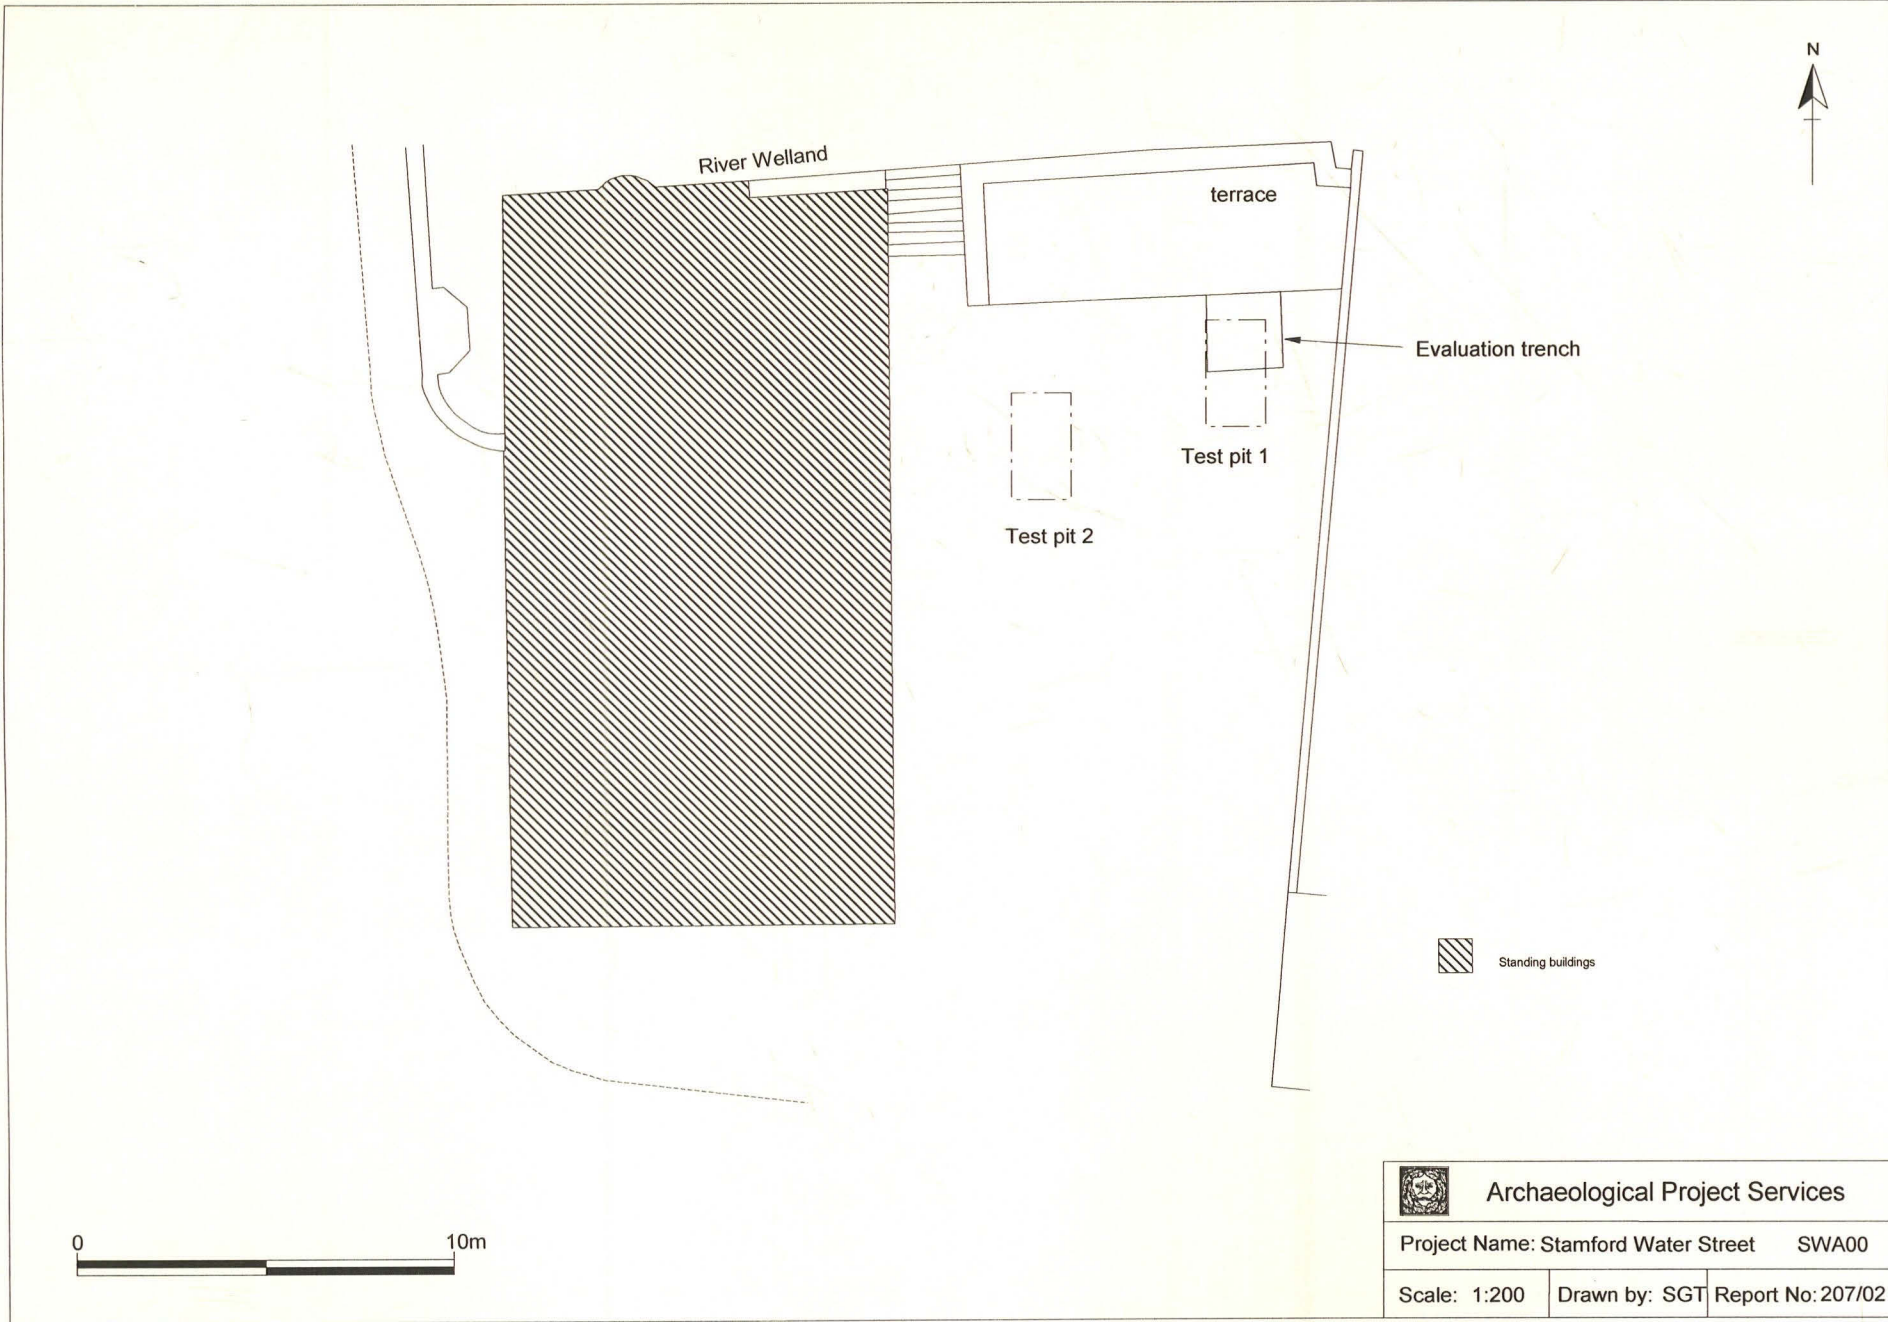 N
River Welland
terrace
Evaluation trench
Test pit 1
Test pit 2
Standing buildings
0 10m
Archaeological Project Services
Project Name: Stamford Water Street SWA00
Scale: 1:200 Drawn by: SGT Report No: 207/02